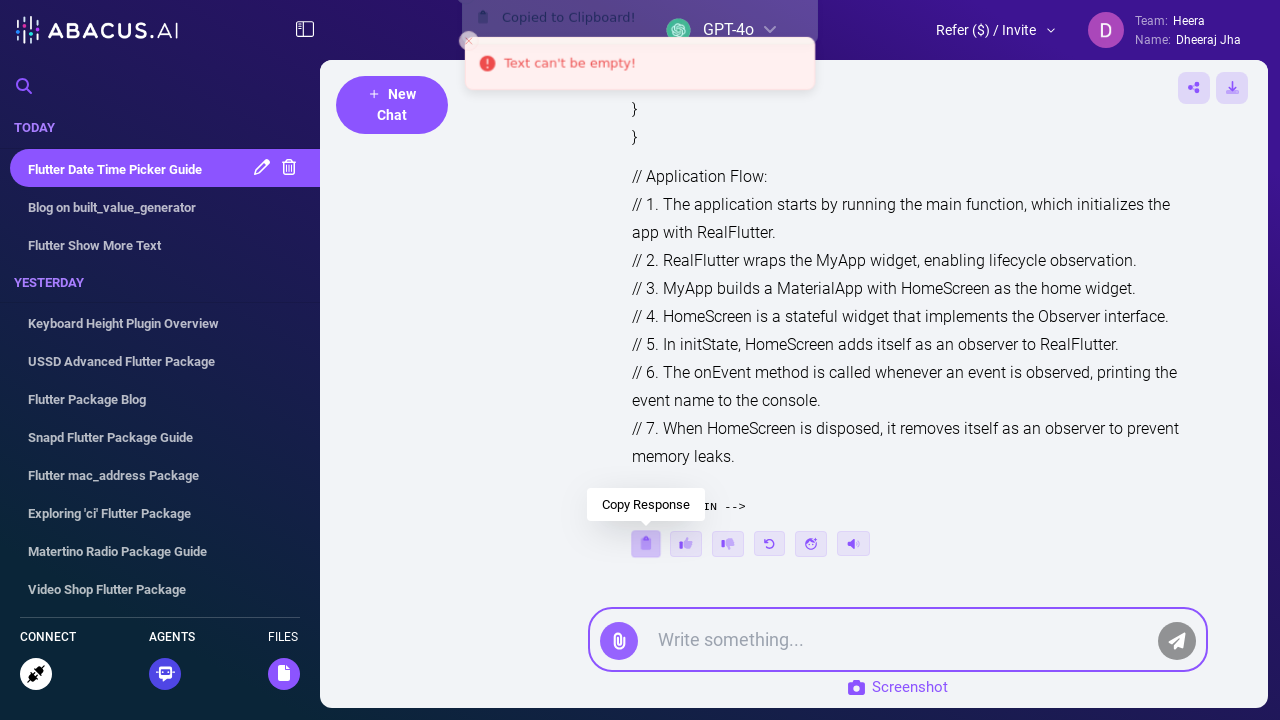 ABACUS.AI
Copied to Clipboard!
GPT-4o
Text can't be empty!
Refer ($) / Invite
D
Team: Heera
Name: Dheeraj Jha
TODAY
Flutter Date Time Picker Guide
Blog on built_value_generator
Flutter Show More Text
YESTERDAY
Keyboard Height Plugin Overview
USSD Advanced Flutter Package
Flutter Package Blog
Snapd Flutter Package Guide
Flutter mac_address Package
Exploring 'ci' Flutter Package
Matertino Radio Package Guide
Video Shop Flutter Package
CONNECT
AGENTS
FILES
+ New
Chat
}
}
// Application Flow:
// 1. The application starts by running the main function, which initializes the
app with RealFlutter.
// 2. RealFlutter wraps the MyApp widget, enabling lifecycle observation.
// 3. MyApp builds a MaterialApp with HomeScreen as the home widget.
// 4. HomeScreen is a stateful widget that implements the Observer interface.
// 5. In initState, HomeScreen adds itself as an observer to RealFlutter.
// 6. The onEvent method is called whenever an event is observed, printing the
event name to the console.
// 7. When HomeScreen is disposed, it removes itself as an observer to prevent
memory leaks.
Copy Response
IN -->
Write something...
Screenshot